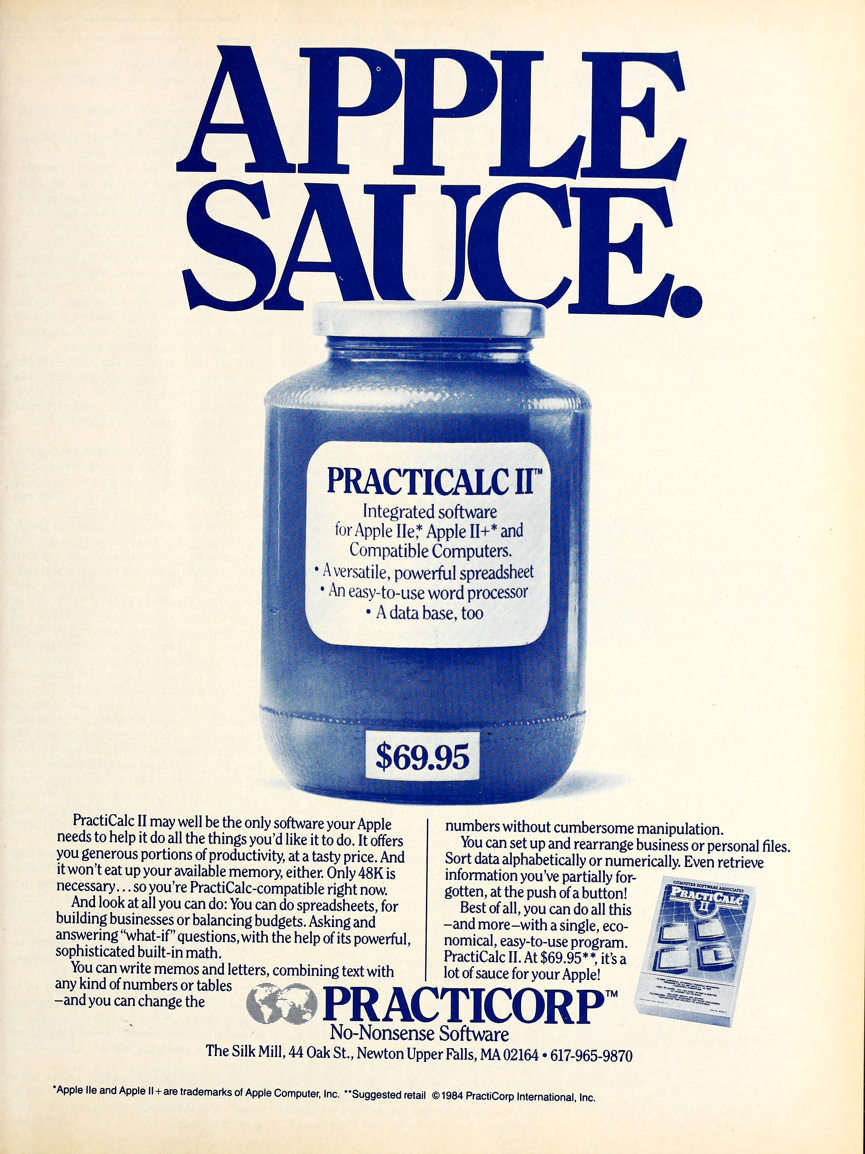 APPLE
SAUCE.
PRACTICALC II™
Integrated software
for Apple IIe,* Apple II+* and
Compatible Computers.
• A versatile, powerful spreadsheet
• An easy-to-use word processor
• A data base, too
$69.95
PractiCalc II may well be the only software your Apple
needs to help it do all the things you'd like it to do. It offers
you generous portions of productivity, at a tasty price. And
it won't eat up your available memory, either. Only 48K is
necessary...so you're PractiCalc-compatible right now.
And look at all you can do: You can do spreadsheets, for
building businesses or balancing budgets. Asking and
answering "what-if" questions, with the help of its powerful,
sophisticated built-in math.
You can write memos and letters, combining text with
any kind of numbers or tables
–and you can change the
numbers without cumbersome manipulation.
You can set up and rearrange business or personal files.
Sort data alphabetically or numerically. Even retrieve
information you've partially for-
gotten, at the push of a button!
Best of all, you can do all this
–and more–with a single, eco-
nomical, easy-to-use program.
PractiCalc II. At $69.95**, it's a
lot of sauce for your Apple!
COMPUTER SOFTWARE ASSOCIATES
PRACTICALC
II
PRACTICORP™
No-Nonsense Software
The Silk Mill, 44 Oak St., Newton Upper Falls, MA 02164 • 617-965-9870
*Apple IIe and Apple II+ are trademarks of Apple Computer, Inc. **Suggested retail ©1984 PractiCorp International, Inc.